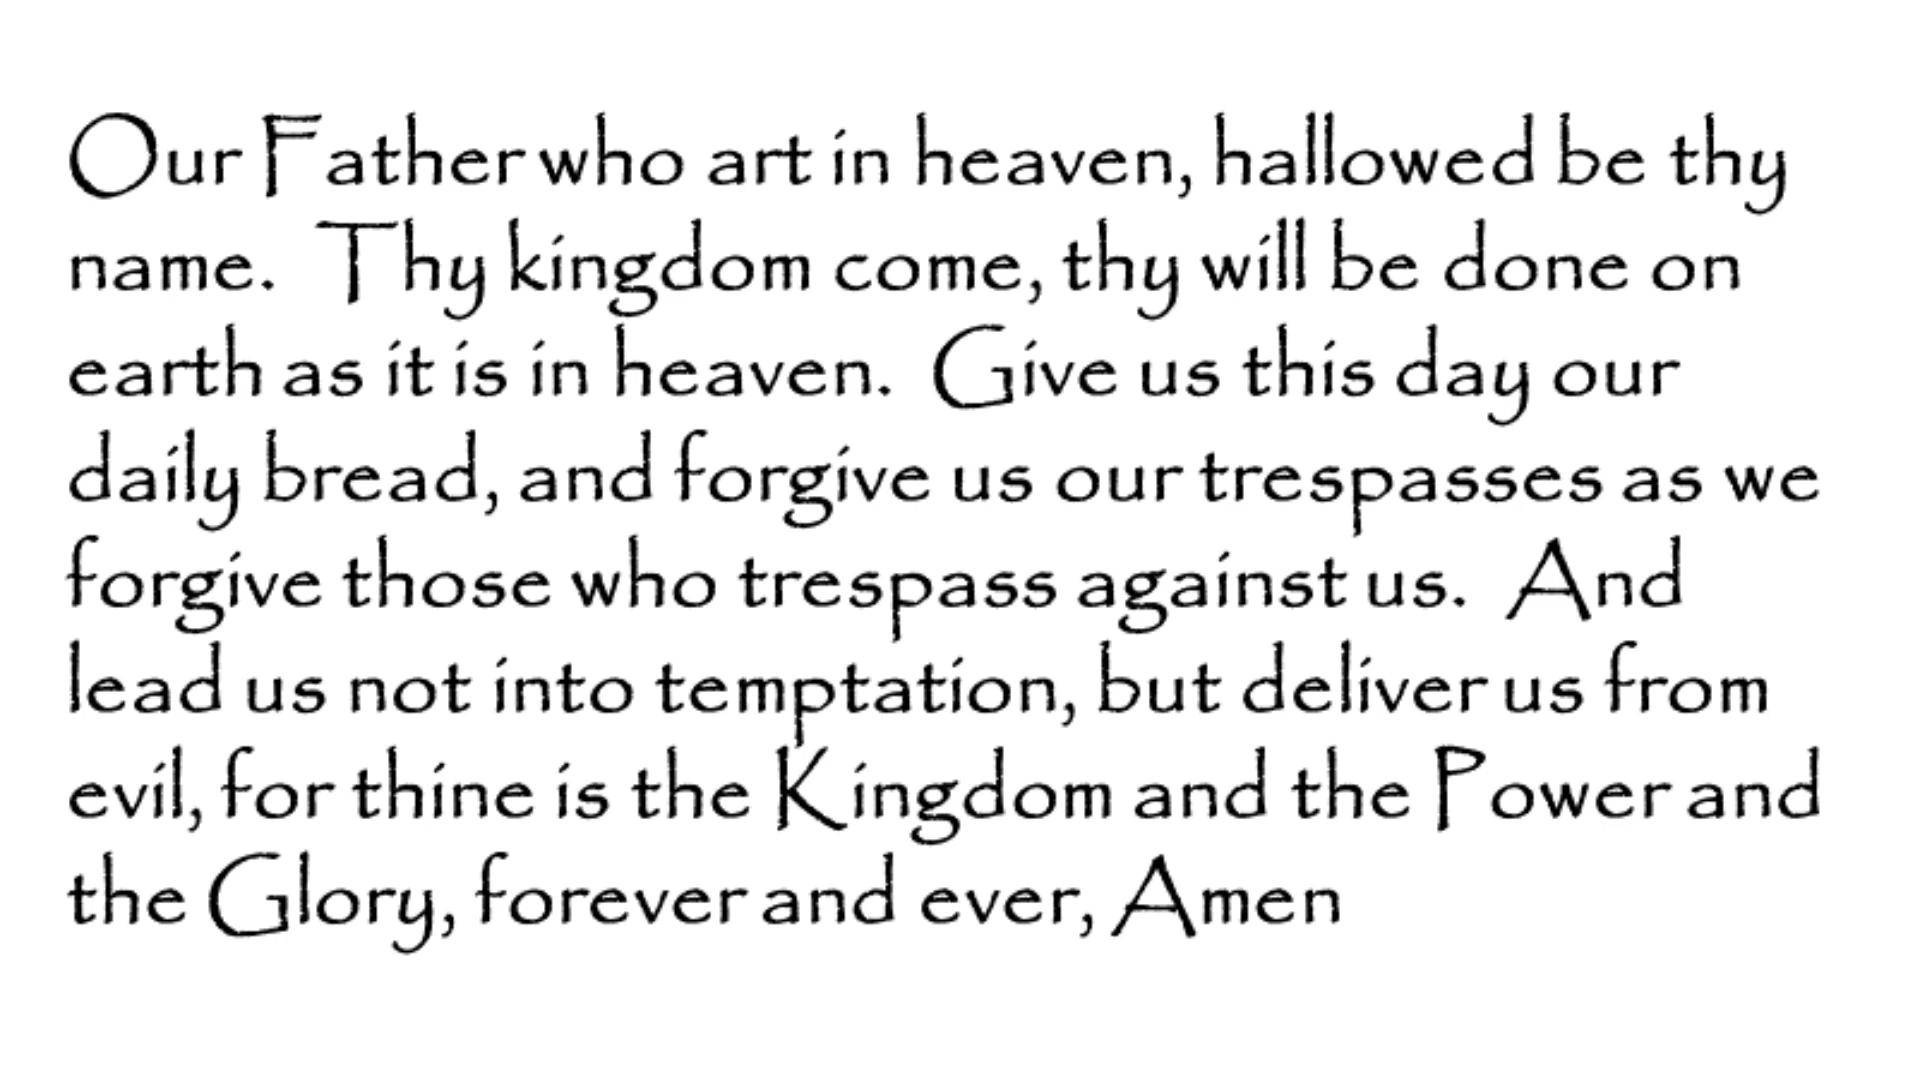 Our Father who art in heaven, hallowed be thy
name.  Thy kingdom come, thy will be done on
earth as it is in heaven.  Give us this day our
daily bread, and forgive us our trespasses as we
forgive those who trespass against us.  And
lead us not into temptation, but deliver us from
evil, for thine is the Kingdom and the Power and
the Glory, forever and ever, Amen